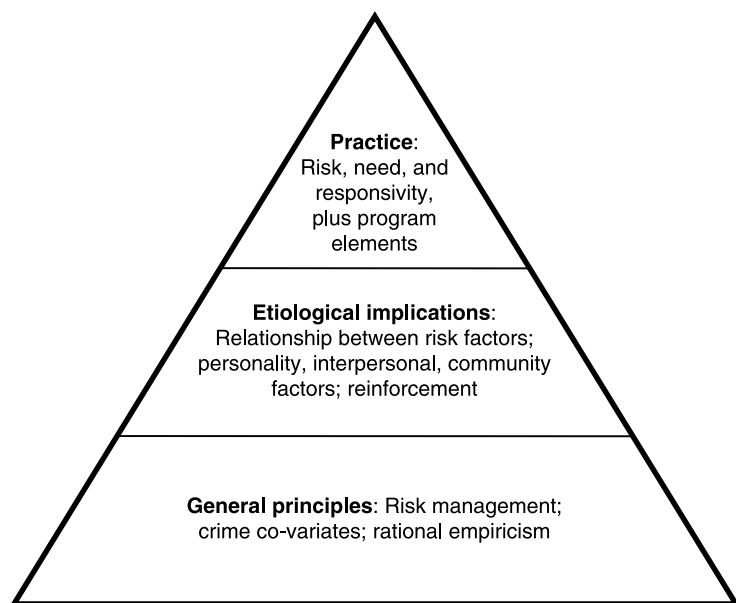 Practice:
Risk, need, and
responsivity,
plus program
elements
Etiological implications:
Relationship between risk factors;
personality, interpersonal, community
factors; reinforcement
General principles: Risk management;
crime co-variates; rational empiricism